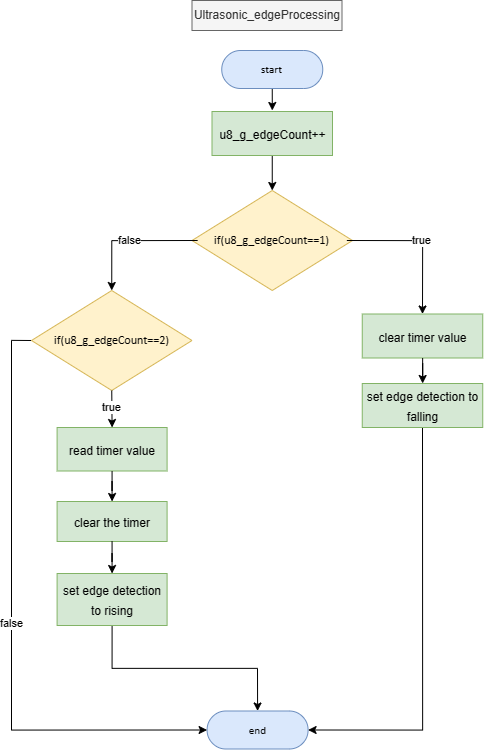 Ultrasonic_edgeProcessing
start
u8_g_edgeCount++
if(u8_g_edgeCount==1)
false
true
if(u8_g_edgeCount==2)
clear timer value
set edge detection to
falling
true
read timer value
clear the timer
set edge detection
to rising
false
end